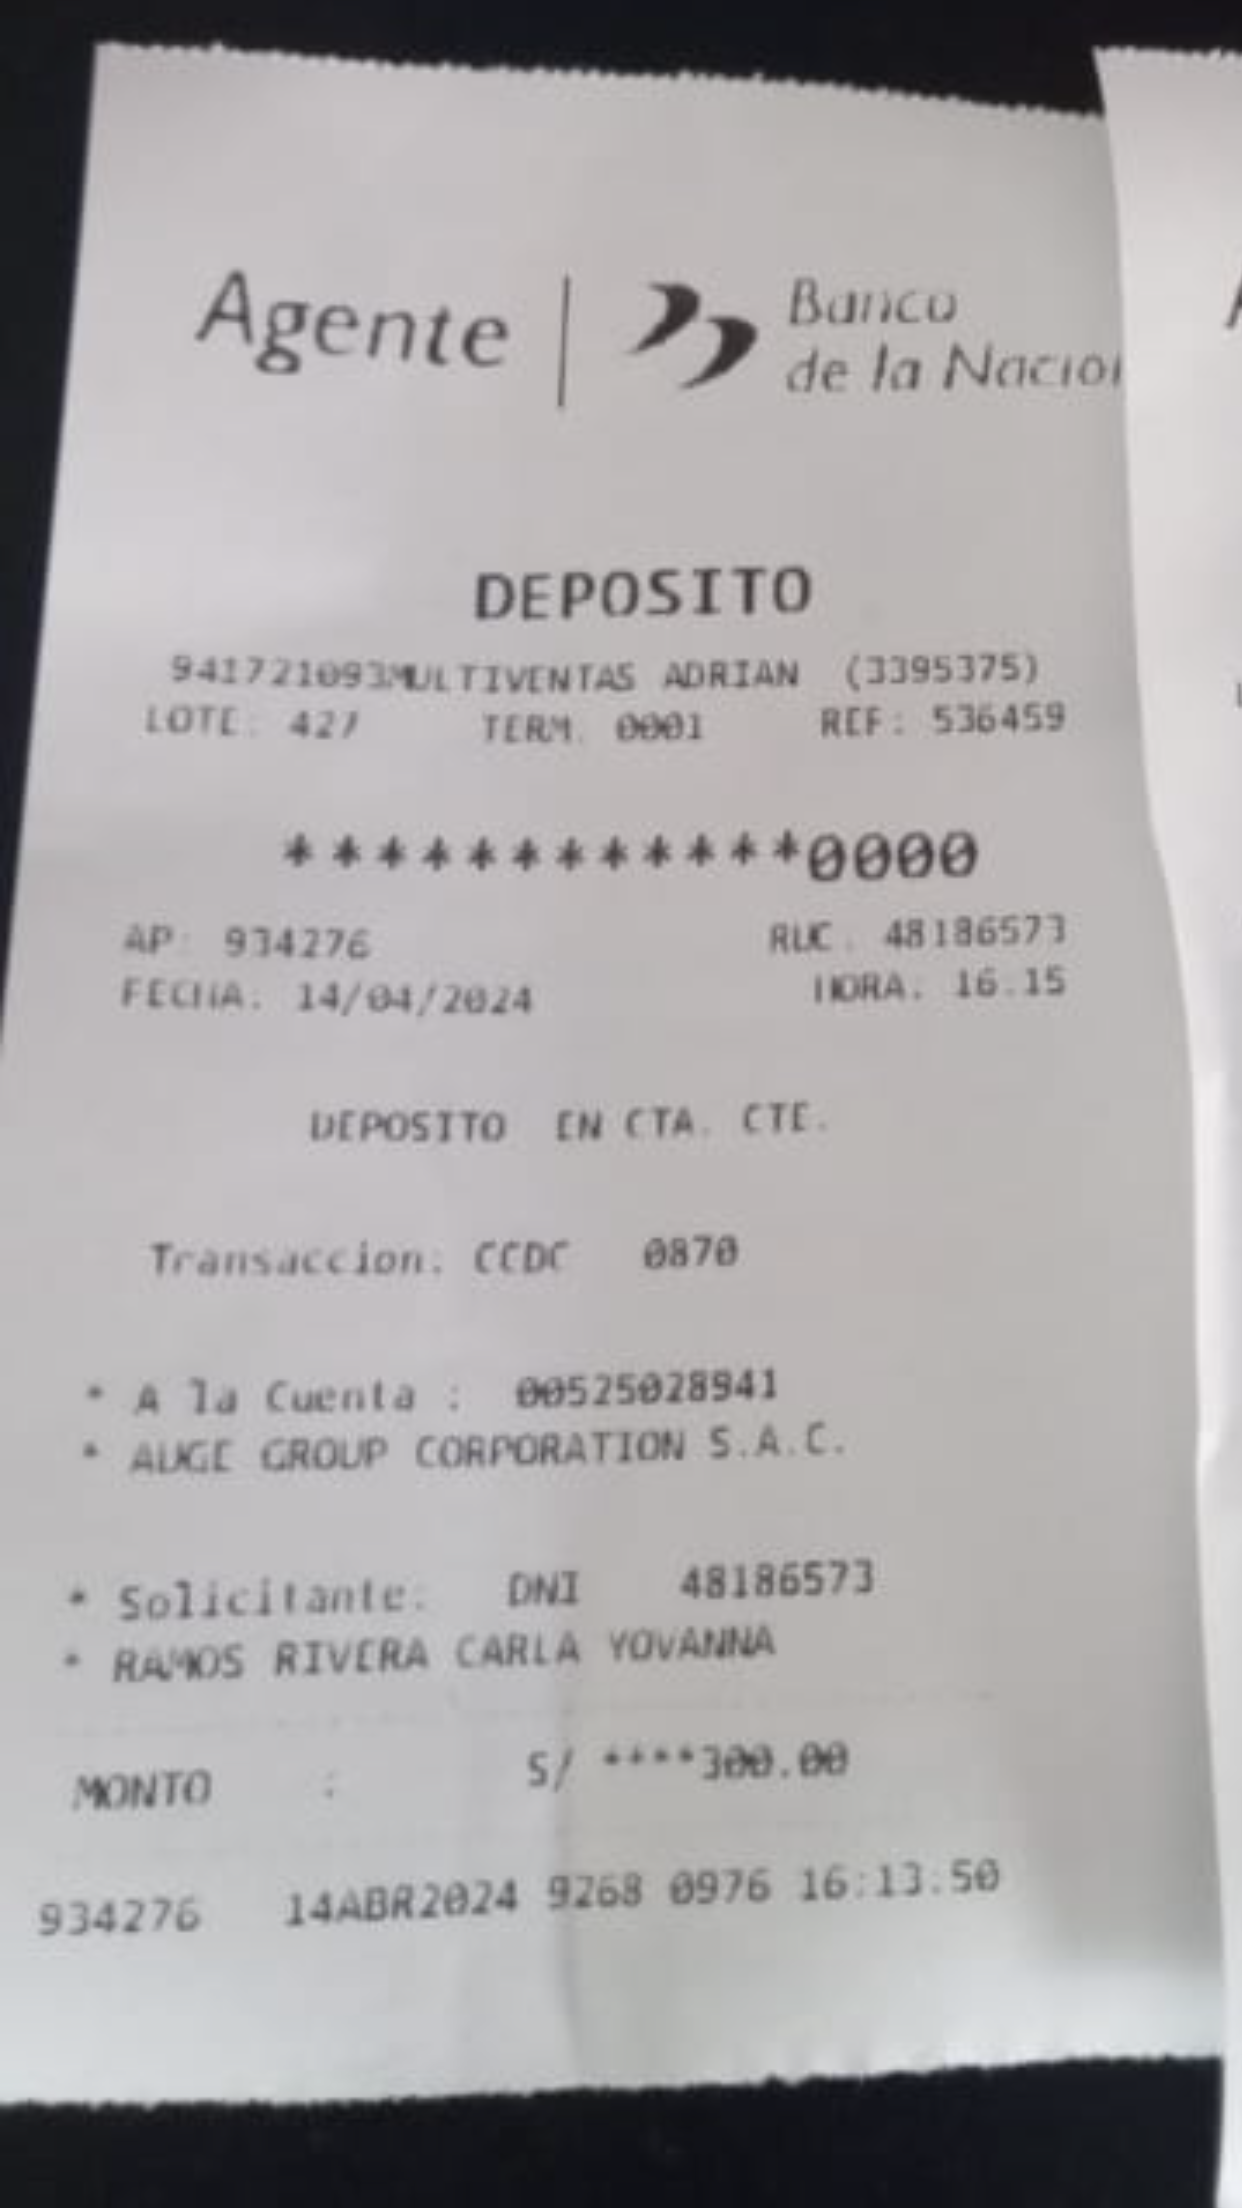 Agente | Banco
de la Nacion
DEPOSITO
941721093MULTIVENTAS ADRIAN (3395375)
LOTE: 427 TERM. 0001 REF: 536459
************0000
AP: 934276 RUC. 48186573
FECHA. 14/04/2024 HORA. 16.15
DEPOSITO EN CTA. CTE.
Transaccion: CCDC 0870
* A la Cuenta : 00525028941
* AUGE GROUP CORPORATION S.A.C.
* Solicitante: DNI 48186573
* RAMOS RIVERA CARLA YOVANNA
MONTO : S/ ****300.00
934276 14ABR2024 9268 0976 16:13:50